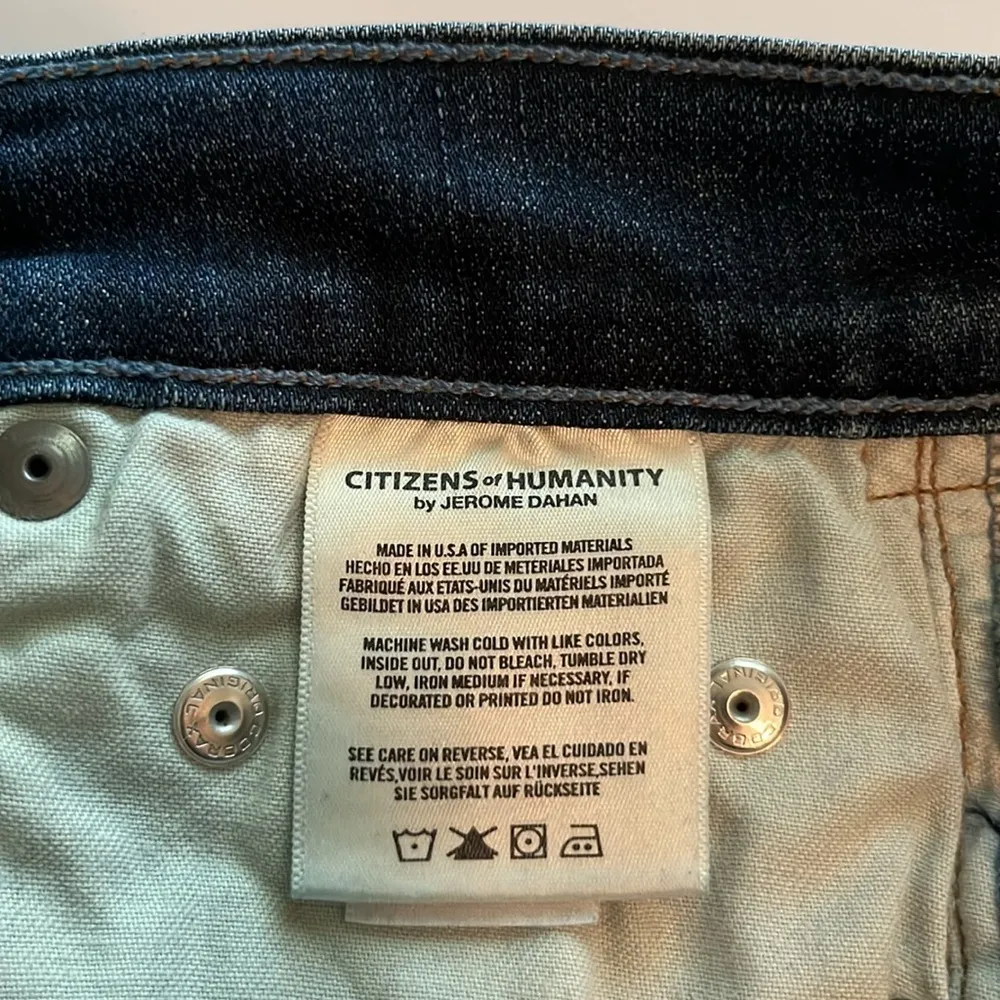 CITIZENS of HUMANITY
by JEROME DAHAN
MADE IN U.S.A OF IMPORTED MATERIALS
HECHO EN LOS EE.UU DE METERIALES IMPORTADA
FABRIQUÉ AUX ETATS-UNIS DU MATÉRIELS IMPORTÉ
GEBILDET IN USA DES IMPORTIERTEN MATERIALIEN
MACHINE WASH COLD WITH LIKE COLORS,
INSIDE OUT, DO NOT BLEACH, TUMBLE DRY
LOW, IRON MEDIUM IF NECESSARY, IF
DECORATED OR PRINTED DO NOT IRON.
SEE CARE ON REVERSE, VEA EL CUIDADO EN
REVÉS,VOIR LE SOIN SUR L'INVERSE,SEHEN
SIE SORGFALT AUF RÜCKSEITE
ORIGINAL COBRAX
ORIGINAL COBRAX